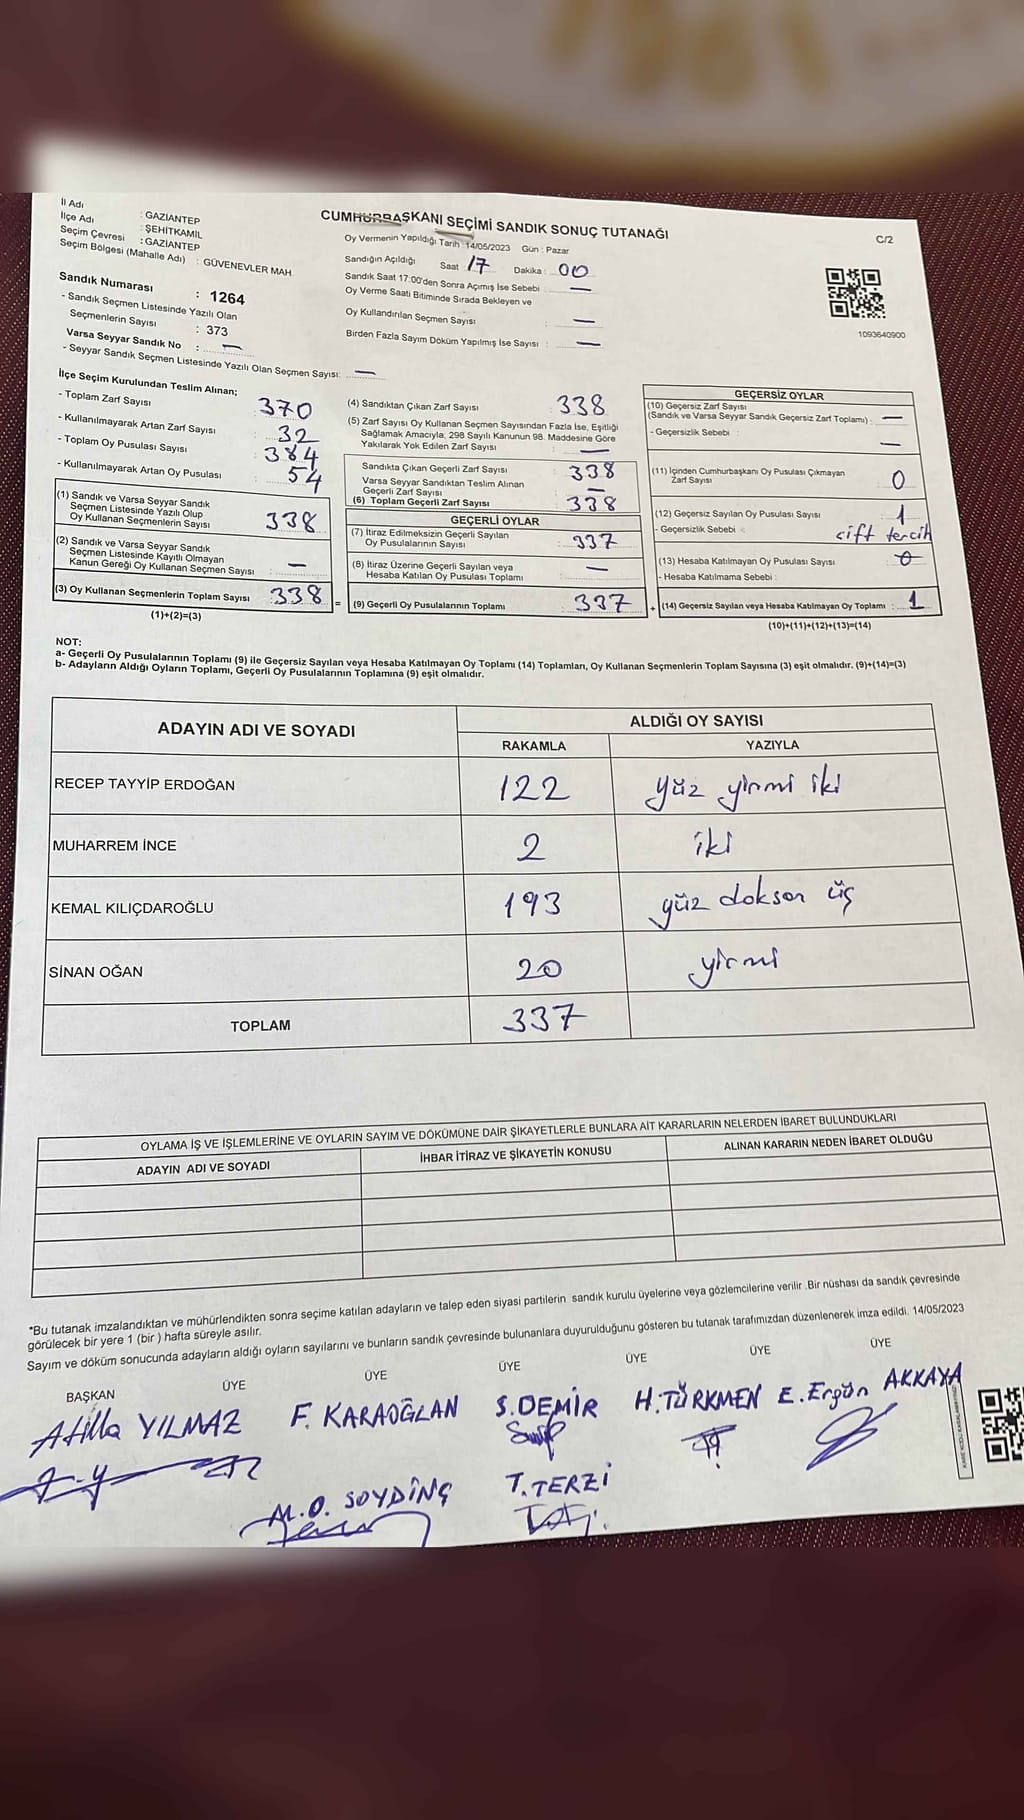 İl Adı : GAZIANTEP
İlçe Adı : ŞEHİTKAMİL
Seçim Çevresi : GAZIANTEP
Seçim Bölgesi (Mahalle Adı) : GÜVENEVLER MAH
CUMHURBAŞKANI SEÇİMİ SANDIK SONUÇ TUTANAĞI
C/2
Oy Vermenin Yapıldığı Tarih : 14/05/2023 Gün : Pazar
Sandığın Açıldığı Saat : 17 Dakika : 00
Sandık Saat 17:00'den Sonra Açımış İse Sebebi : —
Oy Verme Saati Bitiminde Sırada Bekleyen ve
Oy Kullandırılan Seçmen Sayısı : —
Birden Fazla Sayım Döküm Yapılmış İse Sayısı : —
1093640900
Sandık Numarası : 1264
- Sandık Seçmen Listesinde Yazılı Olan
Seçmenlerin Sayısı : 373
Varsa Seyyar Sandık No : —
- Seyyar Sandık Seçmen Listesinde Yazılı Olan Seçmen Sayısı: —
İlçe Seçim Kurulundan Teslim Alınan;
- Toplam Zarf Sayısı 370
- Kullanılmayarak Artan Zarf Sayısı : 32
- Toplam Oy Pusulası Sayısı : 384
- Kullanılmayarak Artan Oy Pusulası : 54
(1) Sandık ve Varsa Seyyar Sandık
Seçmen Listesinde Yazılı Olup
Oy Kullanan Seçmenlerin Sayısı : 338
(2) Sandık ve Varsa Seyyar Sandık
Seçmen Listesinde Kayıtlı Olmayan
Kanun Gereği Oy Kullanan Seçmen Sayısı : —
(3) Oy Kullanan Seçmenlerin Toplam Sayısı : 338 =
(1)+(2)=(3)
(4) Sandıktan Çıkan Zarf Sayısı : 338
(5) Zarf Sayısı Oy Kullanan Seçmen Sayısından Fazla İse, Eşitliği
Sağlamak Amacıyla; 298 Sayılı Kanunun 98. Maddesine Göre
Yakılarak Yok Edilen Zarf Sayısı : —
Sandıkta Çıkan Geçerli Zarf Sayısı : 338
Varsa Seyyar Sandıktan Teslim Alınan
Geçerli Zarf Sayısı : —
(6) Toplam Geçerli Zarf Sayısı : 338
GEÇERLİ OYLAR
(7) İtiraz Edilmeksizin Geçerli Sayılan
Oy Pusulalarının Sayısı : 337
(8) İtiraz Üzerine Geçerli Sayılan veya
Hesaba Katılan Oy Pusulası Toplamı : —
(9) Geçerli Oy Pusulalarının Toplamı : 337 +
GEÇERSİZ OYLAR
(10) Geçersiz Zarf Sayısı
(Sandık ve Varsa Seyyar Sandık Geçersiz Zarf Toplamı) : —
- Geçersizlik Sebebi : —
(11) İçinden Cumhurbaşkanı Oy Pusulası Çıkmayan
Zarf Sayısı : 0
(12) Geçersiz Sayılan Oy Pusulası Sayısı : 1
- Geçersizlik Sebebi : çift tercih
(13) Hesaba Katılmayan Oy Pusulası Sayısı : 0
- Hesaba Katılmama Sebebi :
(14) Geçersiz Sayılan veya Hesaba Katılmayan Oy Toplamı : 1
(10)+(11)+(12)+(13)=(14)
NOT:
a- Geçerli Oy Pusulalarının Toplamı (9) ile Geçersiz Sayılan veya Hesaba Katılmayan Oy Toplamı (14) Toplamları, Oy Kullanan Seçmenlerin Toplam Sayısına (3) eşit olmalıdır. (9)+(14)=(3)
b- Adayların Aldığı Oyların Toplamı, Geçerli Oy Pusulalarının Toplamına (9) eşit olmalıdır.
ADAYIN ADI VE SOYADI
ALDIĞI OY SAYISI
RAKAMLA YAZIYLA
RECEP TAYYİP ERDOĞAN 122 yüz yirmi iki
MUHARREM İNCE 2 iki
KEMAL KILIÇDAROĞLU 193 yüz doksan üç
SİNAN OĞAN 20 yirmi
TOPLAM 337
OYLAMA İŞ VE İŞLEMLERİNE VE OYLARIN SAYIM VE DÖKÜMÜNE DAİR ŞİKAYETLERLE BUNLARA AİT KARARLARIN NELERDEN İBARET BULUNDUKLARI
ADAYIN ADI VE SOYADI İHBAR İTİRAZ VE ŞİKAYETİN KONUSU ALINAN KARARIN NEDEN İBARET OLDUĞU
*Bu tutanak imzalandıktan ve mühürlendikten sonra seçime katılan adayların ve talep eden siyasi partilerin sandık kurulu üyelerine veya gözlemcilerine verilir .Bir nüshası da sandık çevresinde
görülecek bir yere 1 (bir) hafta süreyle asılır.
Sayım ve döküm sonucunda adayların aldığı oyların sayılarını ve bunların sandık çevresinde bulunanlara duyurulduğunu gösteren bu tutanak tarafımızdan düzenlenerek imza edildi. 14/05/2023
BAŞKAN ÜYE ÜYE ÜYE ÜYE ÜYE ÜYE
Atilla YILMAZ F. KARAOĞLAN Ş. DEMİR H. TÜRKMEN E. Ergün AKKAYA
M.O. SOYDİNÇ T. TERZİ